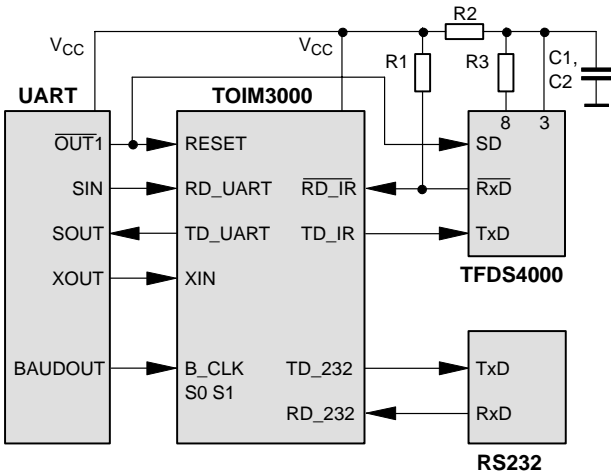 R2
VCC
VCC
R1
R3
C1,
C2
UART
TOIM3000
8
3
OUT1
RESET
SD
SIN
RD_UART
RD_IR
RxD
SOUT
TD_UART
TD_IR
TxD
XOUT
XIN
TFDS4000
BAUDOUT
B_CLK
TD_232
TxD
S0 S1
RD_232
RxD
RS232